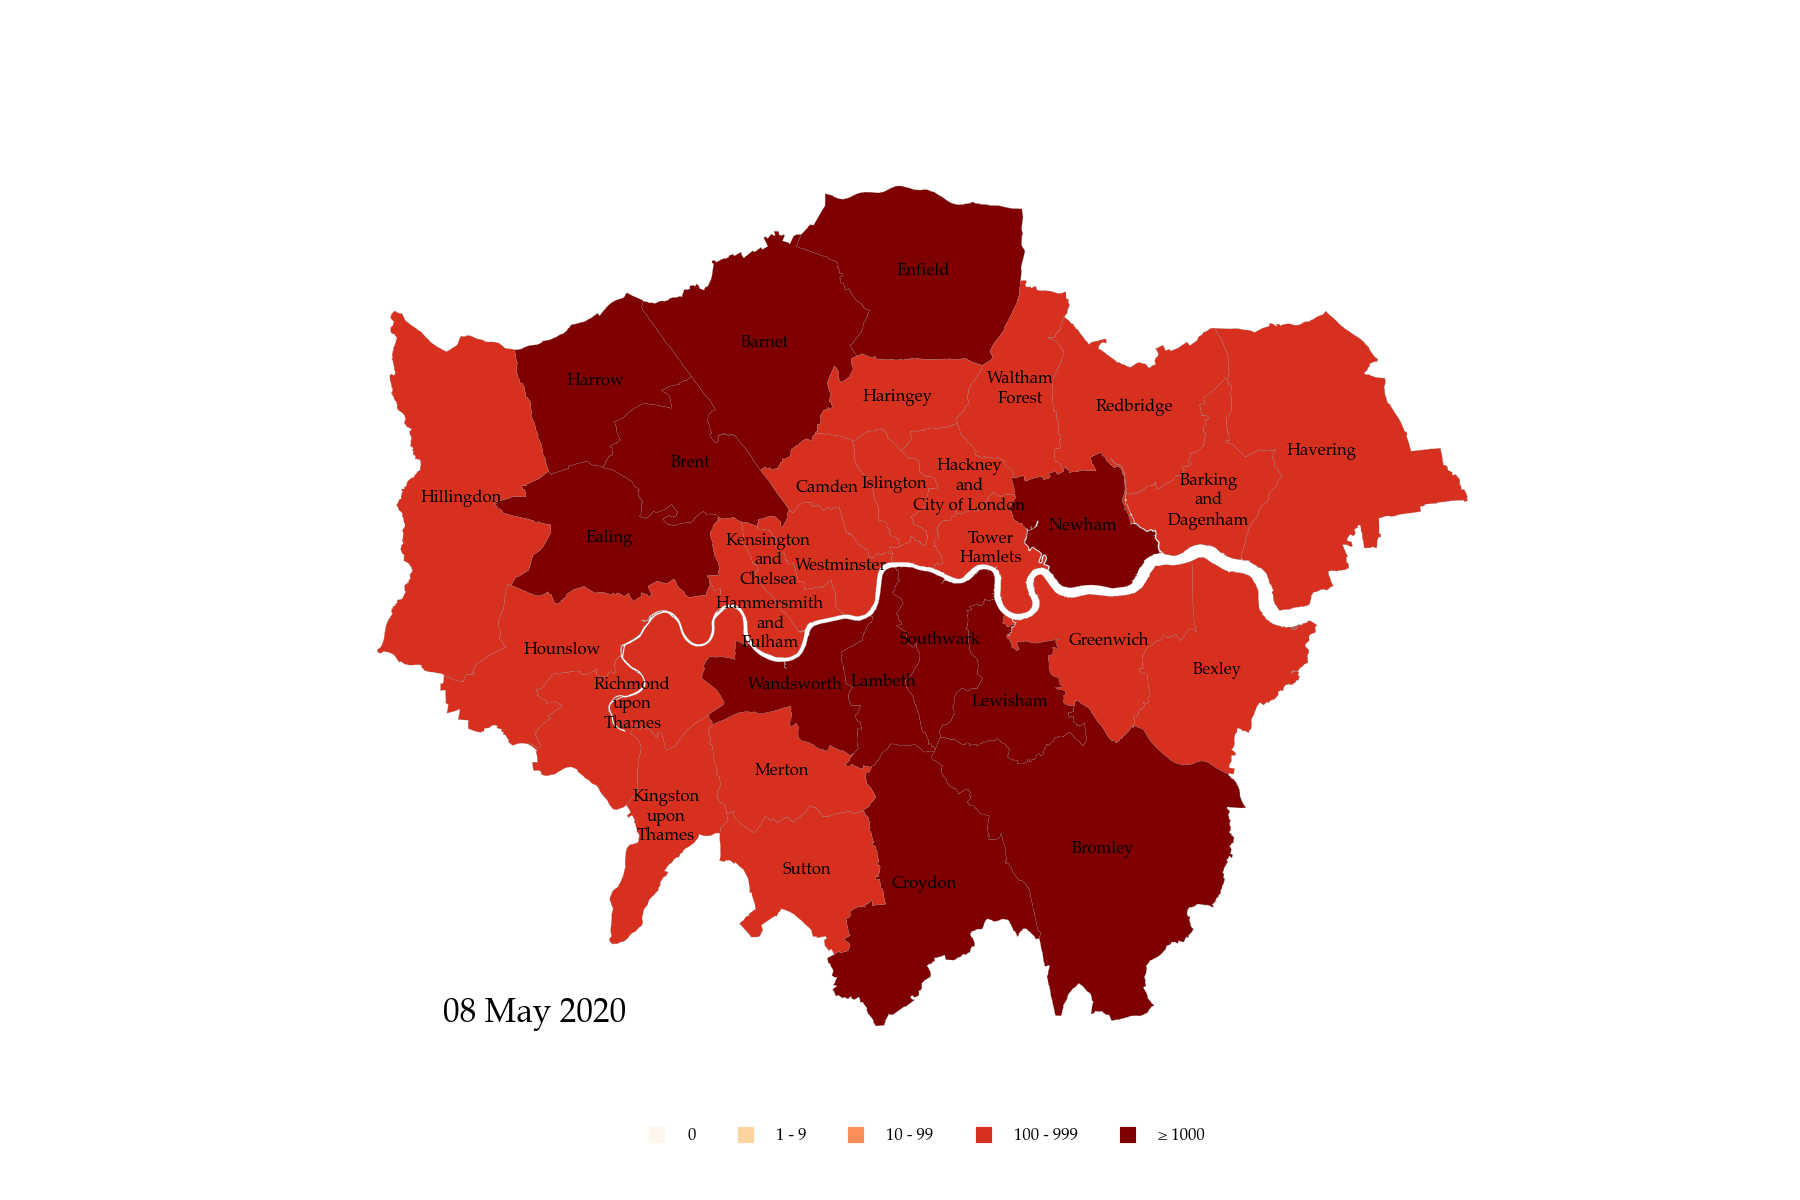 Enfield
Barnet
Harrow
Waltham
Forest
Haringey
Redbridge
Havering
Brent
Hackney
and
City of London
Camden
Islington
Barking
and
Dagenham
Hillingdon
Newham
Ealing
Kensington
and
Chelsea
Tower
Hamlets
Westminster
Hammersmith
and
Fulham
Southwark
Greenwich
Hounslow
Bexley
Richmond
upon
Thames
Wandsworth
Lambeth
Lewisham
Merton
Kingston
upon
Thames
Bromley
Sutton
Croydon
08 May 2020
0
1 - 9
10 - 99
100 - 999
≥ 1000